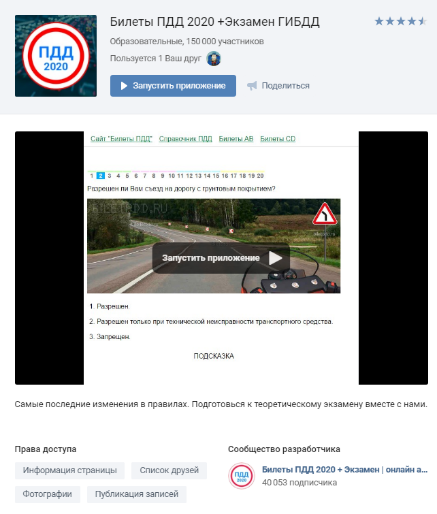 Билеты ПДД 2020 +Экзамен ГИБДД
Образовательные, 150 000 участников
Пользуется 1 Ваш друг
Запустить приложение
Поделиться
ПДД
2020
Сайт "Билеты ПДД" Справочник ПДД Билеты АВ Билеты CD
1 2 3 4 5 6 7 8 9 10 11 12 13 14 15 16 17 18 19 20
Разрешен ли Вам съезд на дорогу с грунтовым покрытием?
Запустить приложение
1. Разрешен.
2. Разрешен только при технической неисправности транспортного средства.
3. Запрещен.
ПОДСКАЗКА
Самые последние изменения в правилах. Подготовься к теоретическому экзамену вместе с нами.
Права доступа
Информация страницы
Список друзей
Фотографии
Публикация записей
Сообщество разработчика
ПДД
2020
Билеты ПДД 2020 + Экзамен | онлайн а...
40 053 подписчика